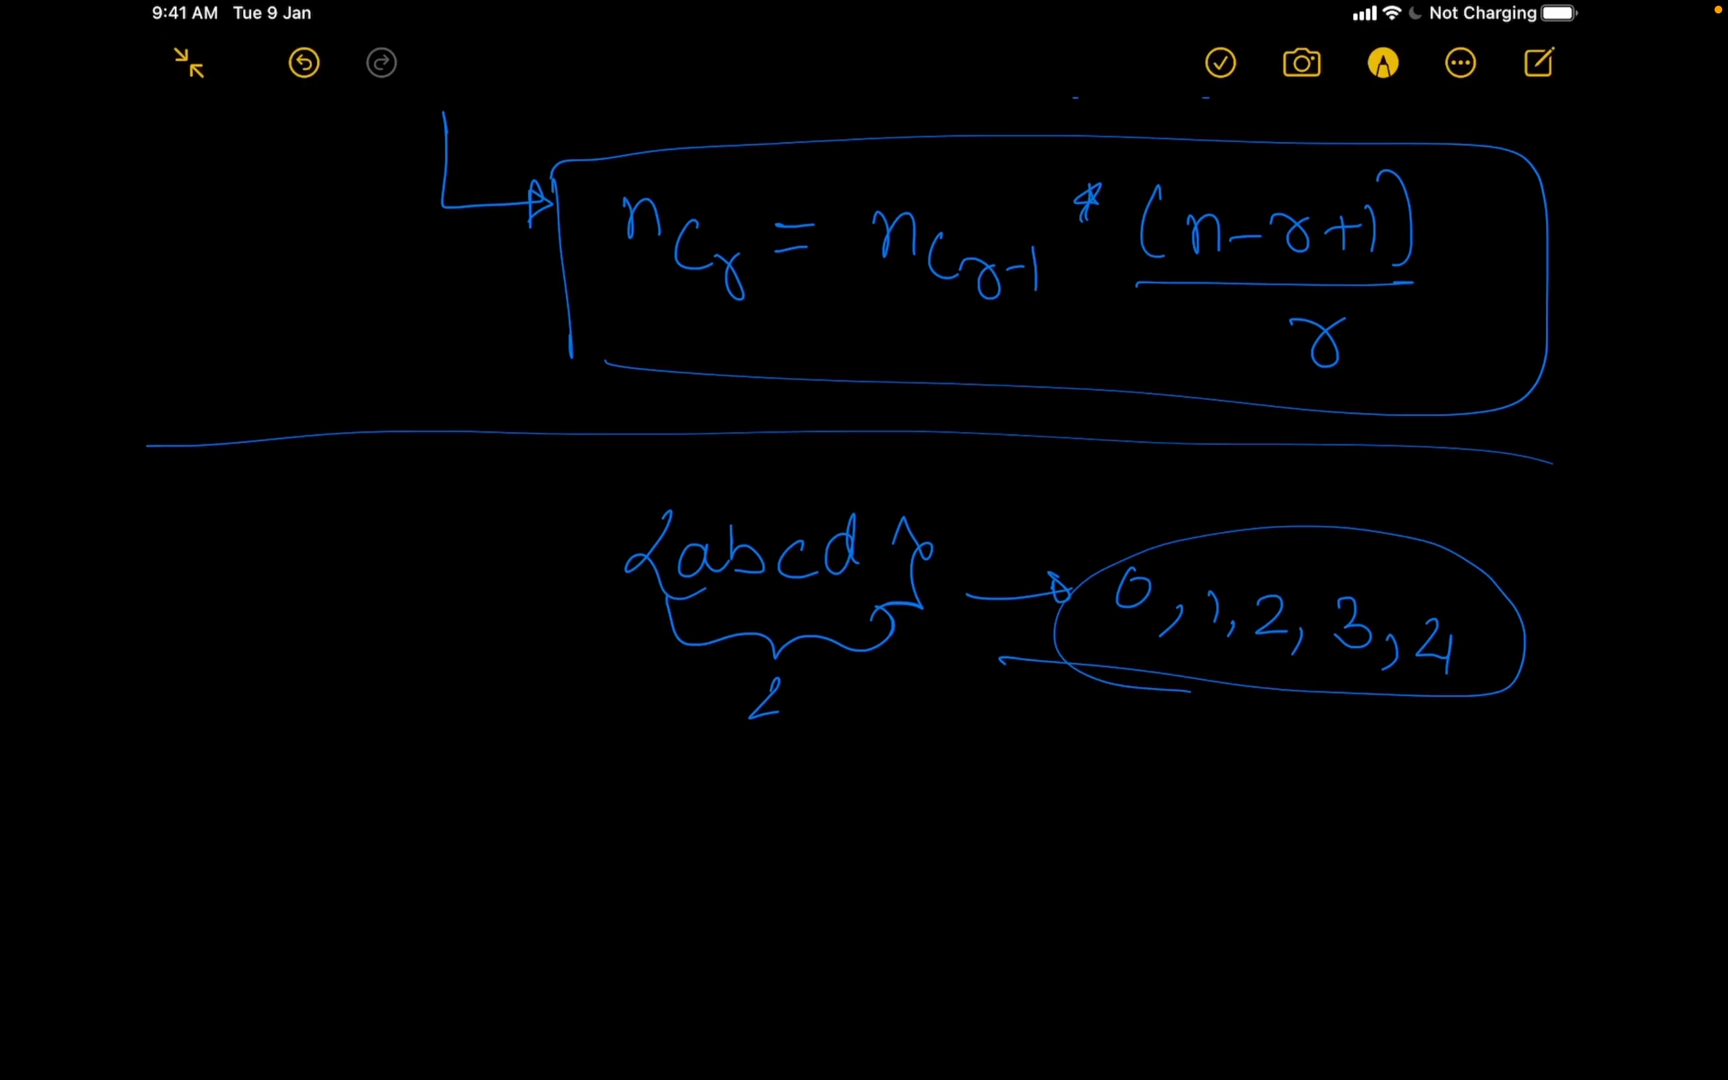 9:41 AM Tue 9 Jan Not Charging
nCr = nCr-1 * (n-r+1)
r
{abcd} → 0, 1, 2, 3, 4
2